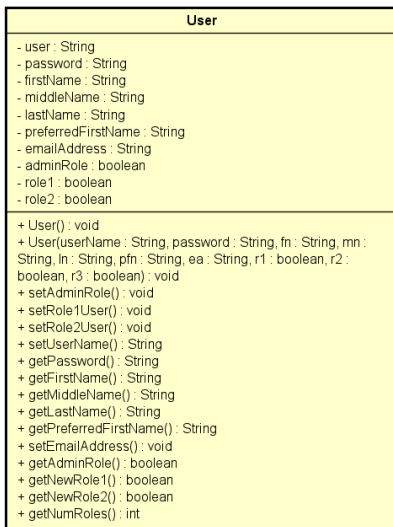 User
- user : String
- password : String
- firstName : String
- middleName : String
- lastName : String
- preferredFirstName : String
- emailAddress : String
- adminRole : boolean
- role1 : boolean
- role2 : boolean
+ User() : void
+ User(userName : String, password : String, fn : String, mn :
String, ln : String, pfn : String, ea : String, r1 : boolean, r2 :
boolean, r3 : boolean) : void
+ setAdminRole() : void
+ setRole1User() : void
+ setRole2User() : void
+ setUserName() : String
+ getPassword() : String
+ getFirstName() : String
+ getMiddleName() : String
+ getLastName() : String
+ getPreferredFirstName() : String
+ setEmailAddress() : void
+ getAdminRole() : boolean
+ getNewRole1() : boolean
+ getNewRole2() : boolean
+ getNumRoles() : int